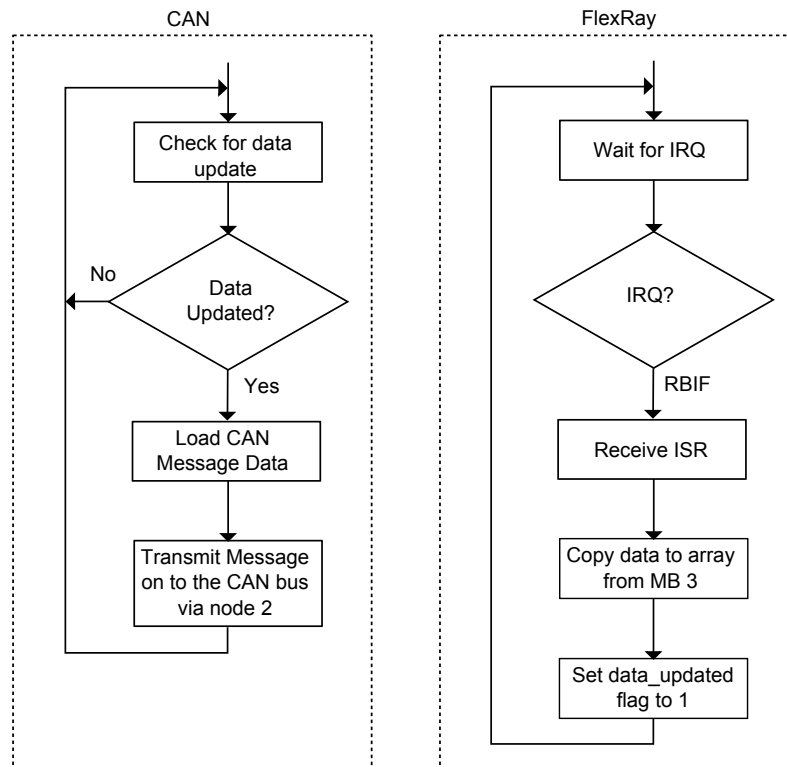 CAN
Check for data
update
No
Data
Updated?
Yes
Load CAN
Message Data
Transmit Message
on to the CAN bus
via node 2
FlexRay
Wait for IRQ
IRQ?
RBIF
Receive ISR
Copy data to array
from MB 3
Set data_updated
flag to 1